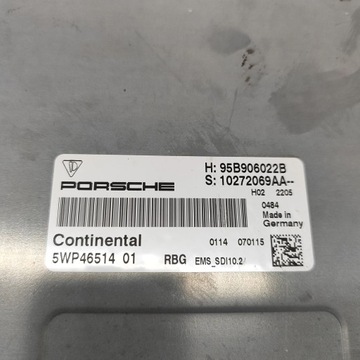 H: 95B906022B
PORSCHE S: 10272069AA--
H02 2205
0484
Made in
Germany
Continental 0114 070115
5WP46514 01 RBG EMS_SDI10.2/